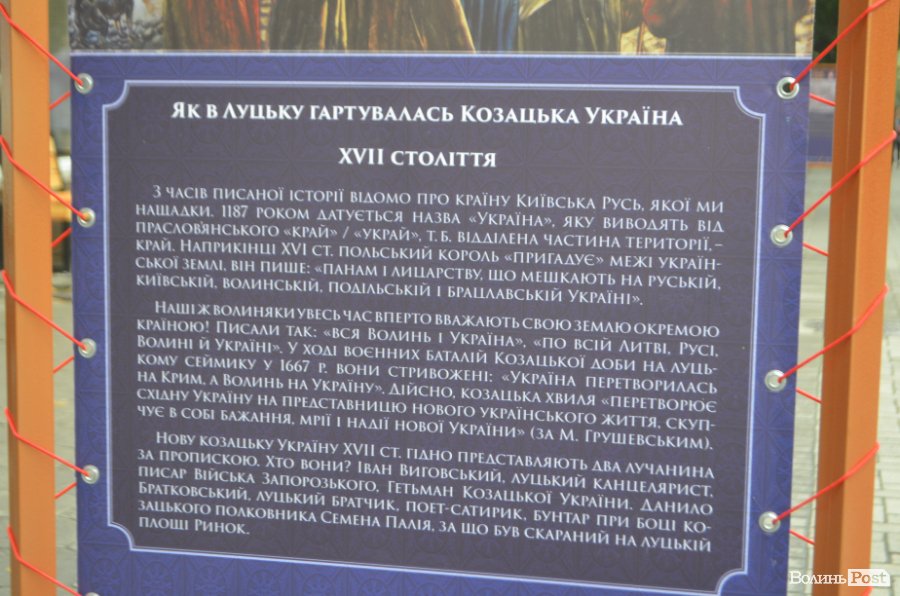 Як в Луцьку гартувалась Козацька Україна
XVII століття
З часів писаної історії відомо про країну Київська Русь, якої ми
нащадки. 1187 роком датується назва «Україна», яку виводять від
праслов'янського «край» / «украй», т. б. відділена частина території, –
край. Наприкінці XVI ст. польський король «пригадує» межі україн-
ської землі, він пише: «Панам і лицарству, що мешкають на Руській,
Київській, Волинській, Подільській і Брацлавській Україні».
Наші ж волиняки увесь час вперто вважають свою землю окремою
країною! Писали так: «Вся Волинь і Україна», «по всій Литві, Русі,
Волині й Україні». У ході воєнних баталій Козацької доби на луць-
кому сеймику у 1667 р. вони стривожені: «Україна перетворилась
на Крим, а Волинь на Україну». Дійсно, козацька хвиля «перетворює
східну Україну на представницю нового українського життя, скуп-
чує в собі бажання, мрії і надії нової України» (за М. Грушевським).
Нову козацьку Україну XVII ст. гідно представляють два лучанина
за пропискою. Хто вони? Іван Виговський, луцький канцелярист,
писар Війська Запорозького, Гетьман Козацької України. Данило
Братковський, луцький братчик, поет-сатирик, бунтар при боці ко-
зацького полковника Семена Палія, за що був скараний на луцькій
площі Ринок.
Волинь Post